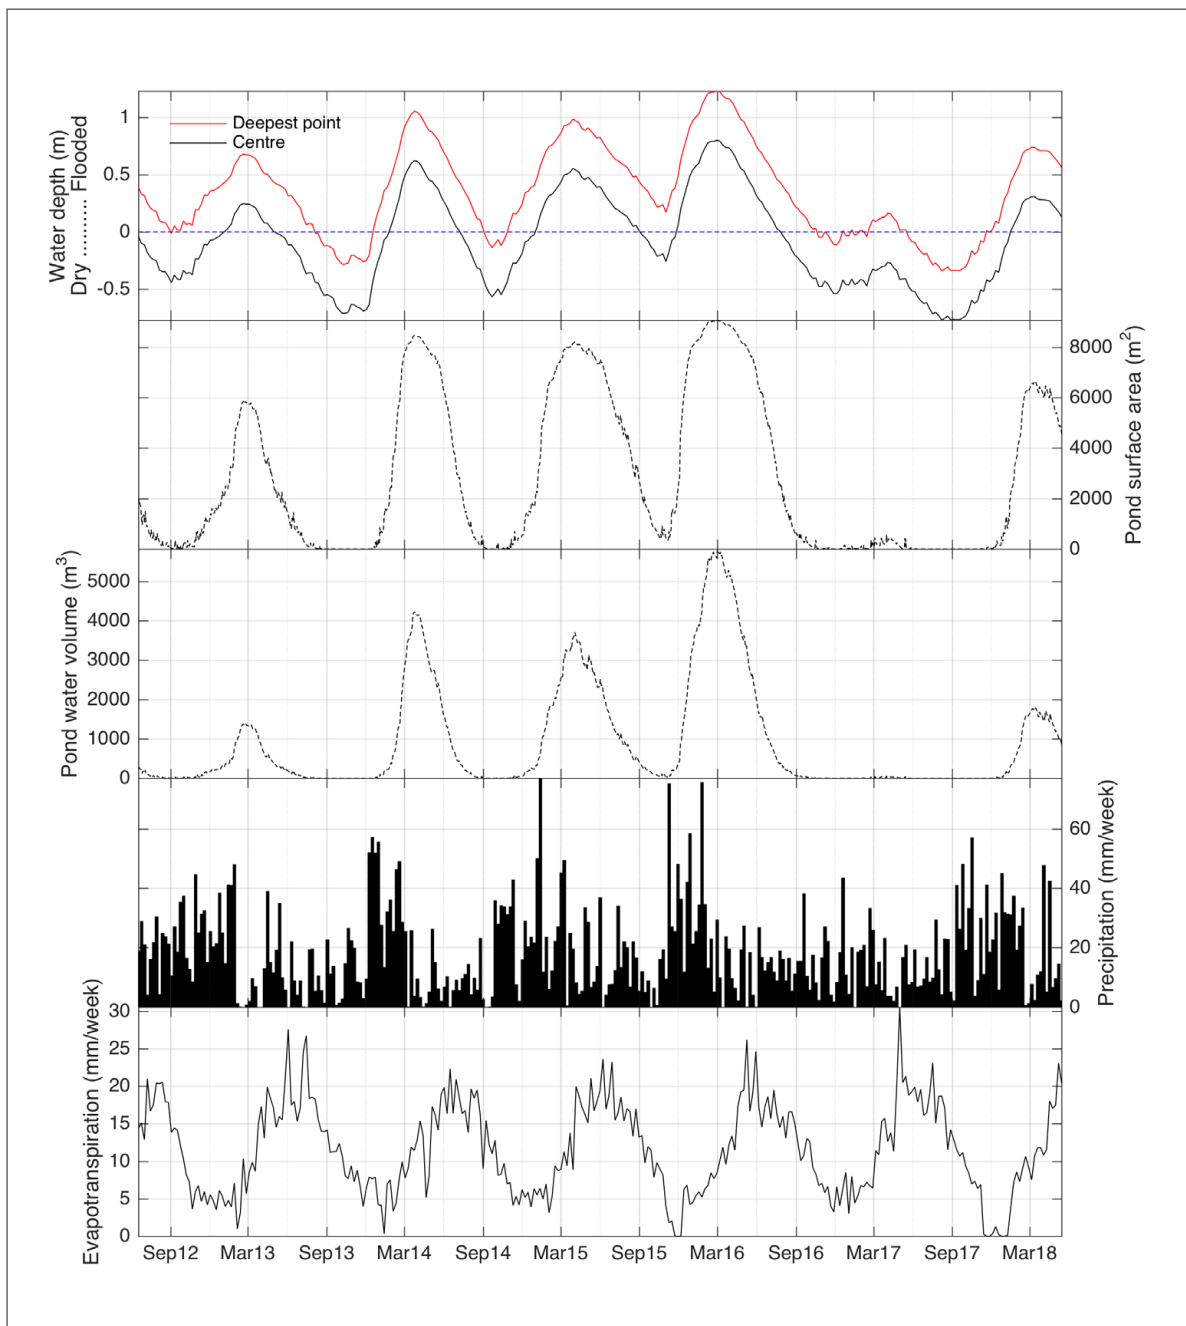 Water depth (m)
Dry ............ Flooded
1
0.5
0
-0.5
Deepest point
Centre
Pond surface area (m²)
8000
6000
4000
2000
0
Pond water volume (m³)
5000
4000
3000
2000
1000
0
Precipitation (mm/week)
60
40
20
0
Evapotranspiration (mm/week)
30
25
20
15
10
5
0
Sep12 Mar13 Sep13 Mar14 Sep14 Mar15 Sep15 Mar16 Sep16 Mar17 Sep17 Mar18